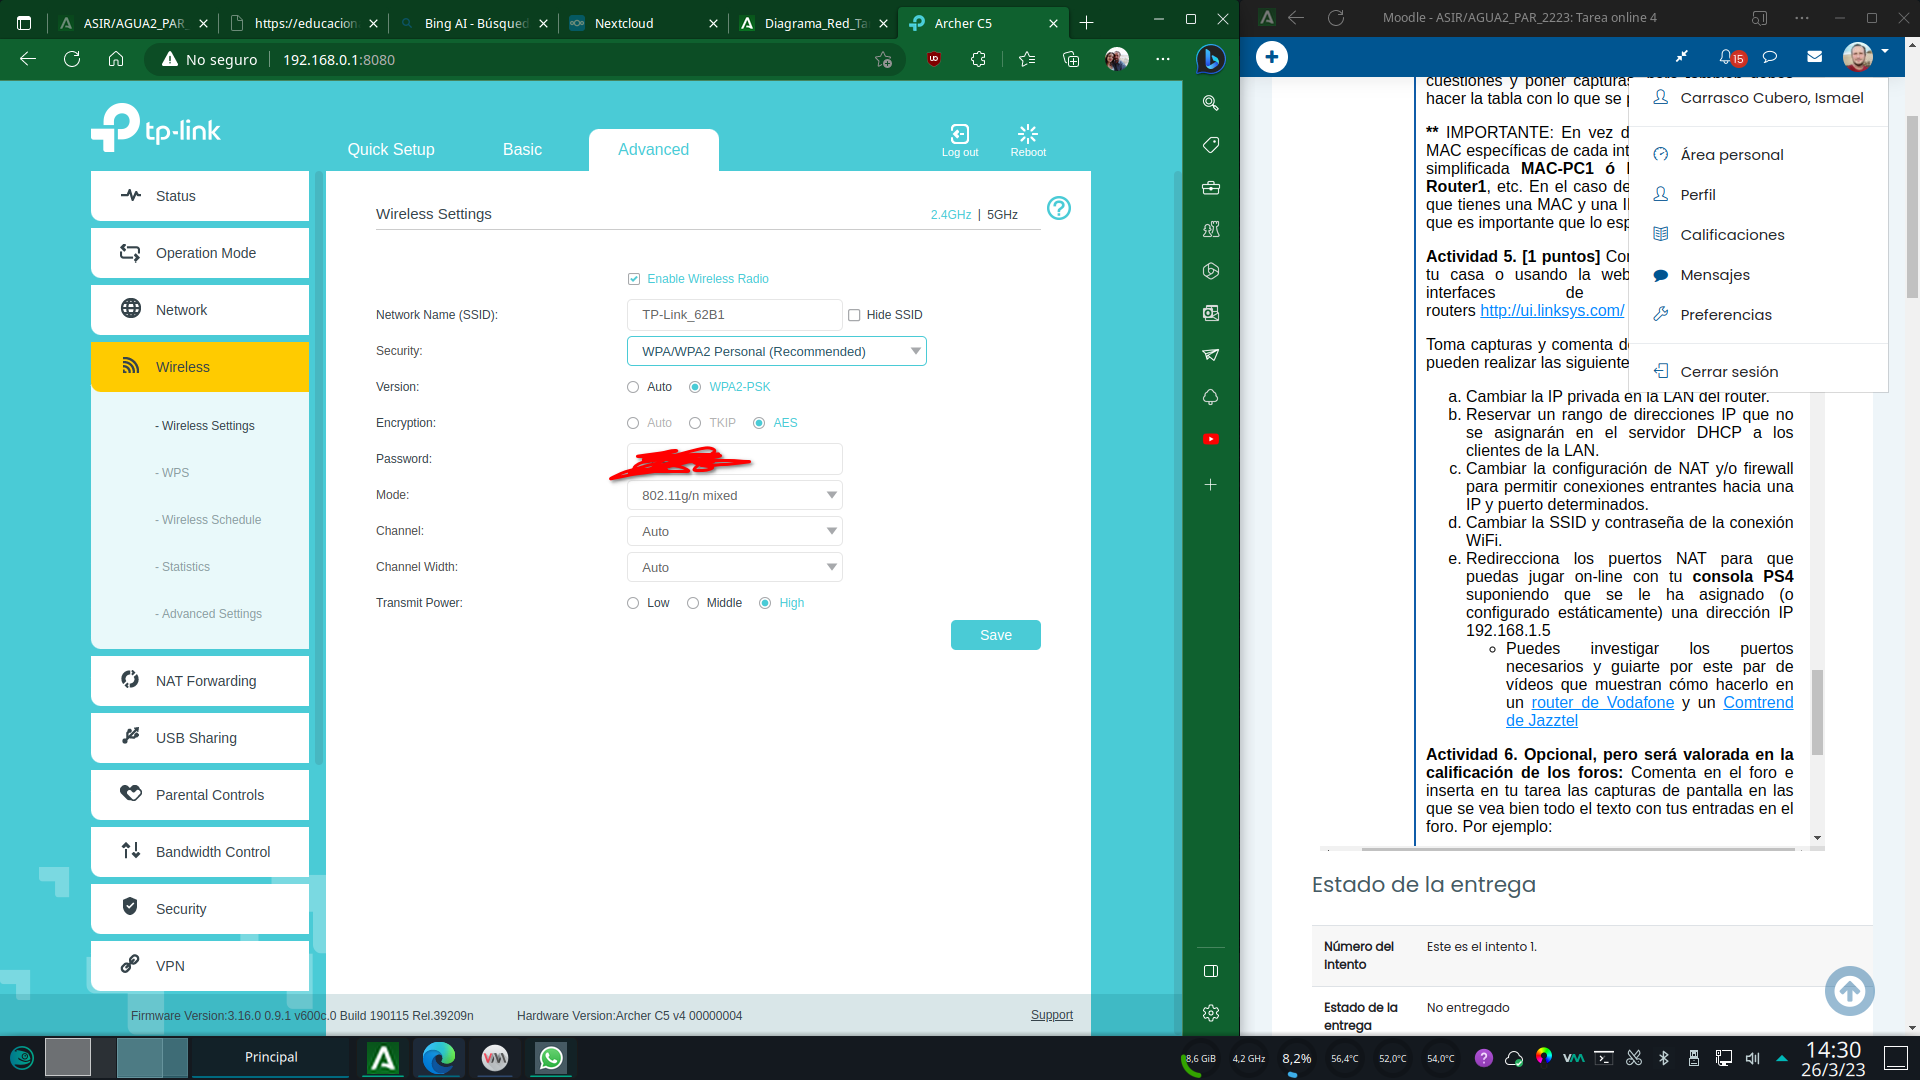 ASIR/AGUA2_PAR_
https://educacion
Bing AI - Búsqued
Nextcloud
Diagrama_Red_Ta
Archer C5
No seguro
192.168.0.1:8080
tp-link
Quick Setup
Basic
Advanced
Log out
Reboot
Status
Operation Mode
Network
Wireless
- Wireless Settings
- WPS
- Wireless Schedule
- Statistics
- Advanced Settings
NAT Forwarding
USB Sharing
Parental Controls
Bandwidth Control
Security
VPN
Wireless Settings
2.4GHz | 5GHz
Enable Wireless Radio
Network Name (SSID):
TP-Link_62B1
Hide SSID
Security:
WPA/WPA2 Personal (Recommended)
Version:
Auto
WPA2-PSK
Encryption:
Auto
TKIP
AES
Password:
Mode:
802.11g/n mixed
Channel:
Auto
Channel Width:
Auto
Transmit Power:
Low
Middle
High
Save
Firmware Version:3.16.0 0.9.1 v600c.0 Build 190115 Rel.39209n
Hardware Version:Archer C5 v4 00000004
Support
Moodle - ASIR/AGUA2_PAR_2223: Tarea online 4
15
cuestiones y poner capturas
hacer la tabla con lo que se
** IMPORTANTE: En vez d
MAC específicas de cada int
simplificada MAC-PC1 ó
Router1, etc. En el caso de
que tienes una MAC y una I
que es importante que lo esp
Carrasco Cubero, Ismael
Área personal
Perfil
Calificaciones
Mensajes
Preferencias
Cerrar sesión
Actividad 5. [1 puntos] Con
tu casa o usando la web
interfaces de
routers http://ui.linksys.com/
Toma capturas y comenta d
pueden realizar las siguiente
a. Cambiar la IP privada en la LAN del router.
b. Reservar un rango de direcciones IP que no
se asignarán en el servidor DHCP a los
clientes de la LAN.
c. Cambiar la configuración de NAT y/o firewall
para permitir conexiones entrantes hacia una
IP y puerto determinados.
d. Cambiar la SSID y contraseña de la conexión
WiFi.
e. Redirecciona los puertos NAT para que
puedas jugar on-line con tu consola PS4
suponiendo que se le ha asignado (o
configurado estáticamente) una dirección IP
192.168.1.5
Puedes investigar los puertos
necesarios y guiarte por este par de
vídeos que muestran cómo hacerlo en
un router de Vodafone y un Comtrend
de Jazztel
Actividad 6. Opcional, pero será valorada en la
calificación de los foros: Comenta en el foro e
inserta en tu tarea las capturas de pantalla en las
que se vea bien todo el texto con tus entradas en el
foro. Por ejemplo:
Estado de la entrega
Número del
Intento
Este es el intento 1.
Estado de la
entrega
No entregado
Principal
8,6 GiB
4,2 GHz
8,2%
56,4°C
52,0°C
54,0°C
14:30
26/3/23